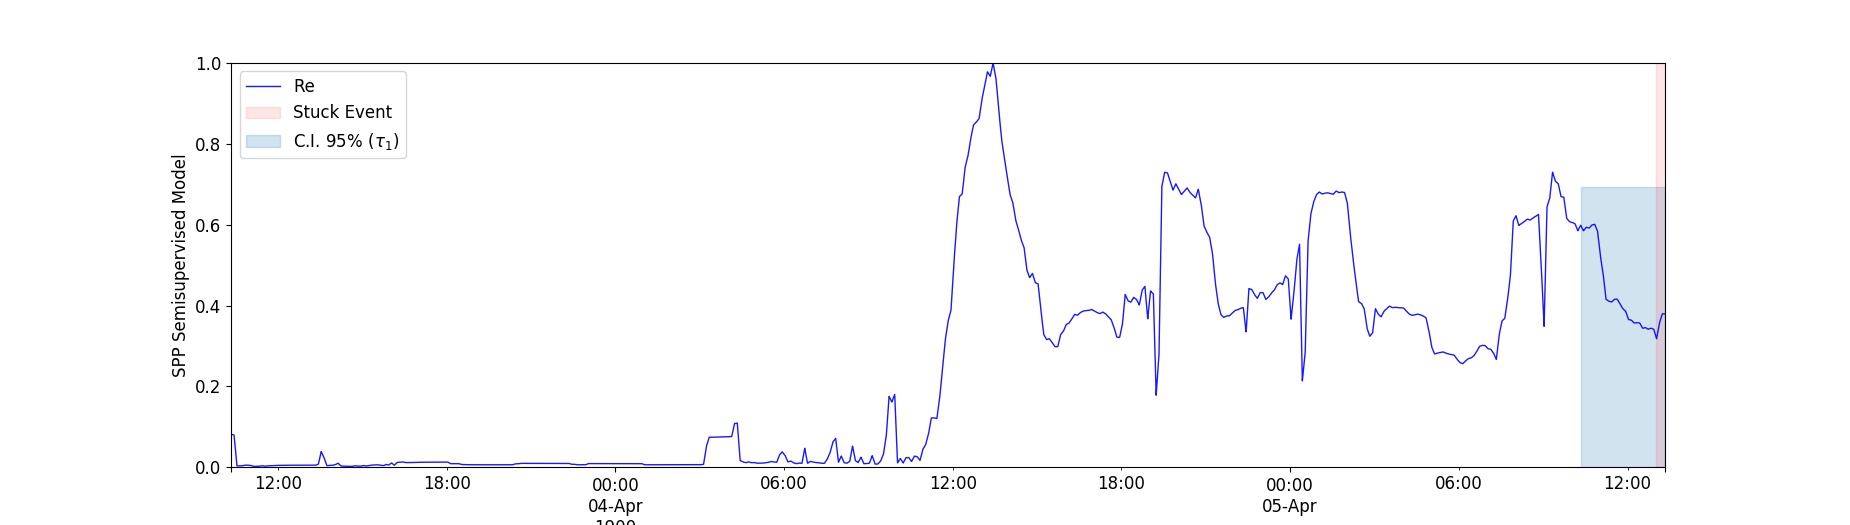 1.0
0.8
0.6
0.4
0.2
0.0
SPP Semisupervised Model
Re
Stuck Event
C.I. 95% (τ₁)
12:00 18:00 00:00 06:00 12:00 18:00 00:00 06:00 12:00
04-Apr 05-Apr
1900